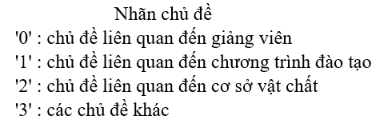 Nhãn chủ đề
'0' : chủ đề liên quan đến giảng viên
'1' : chủ đề liên quan đến chương trình đào tạo
'2' : chủ đề liên quan đến cơ sở vật chất
'3' : các chủ đề khác